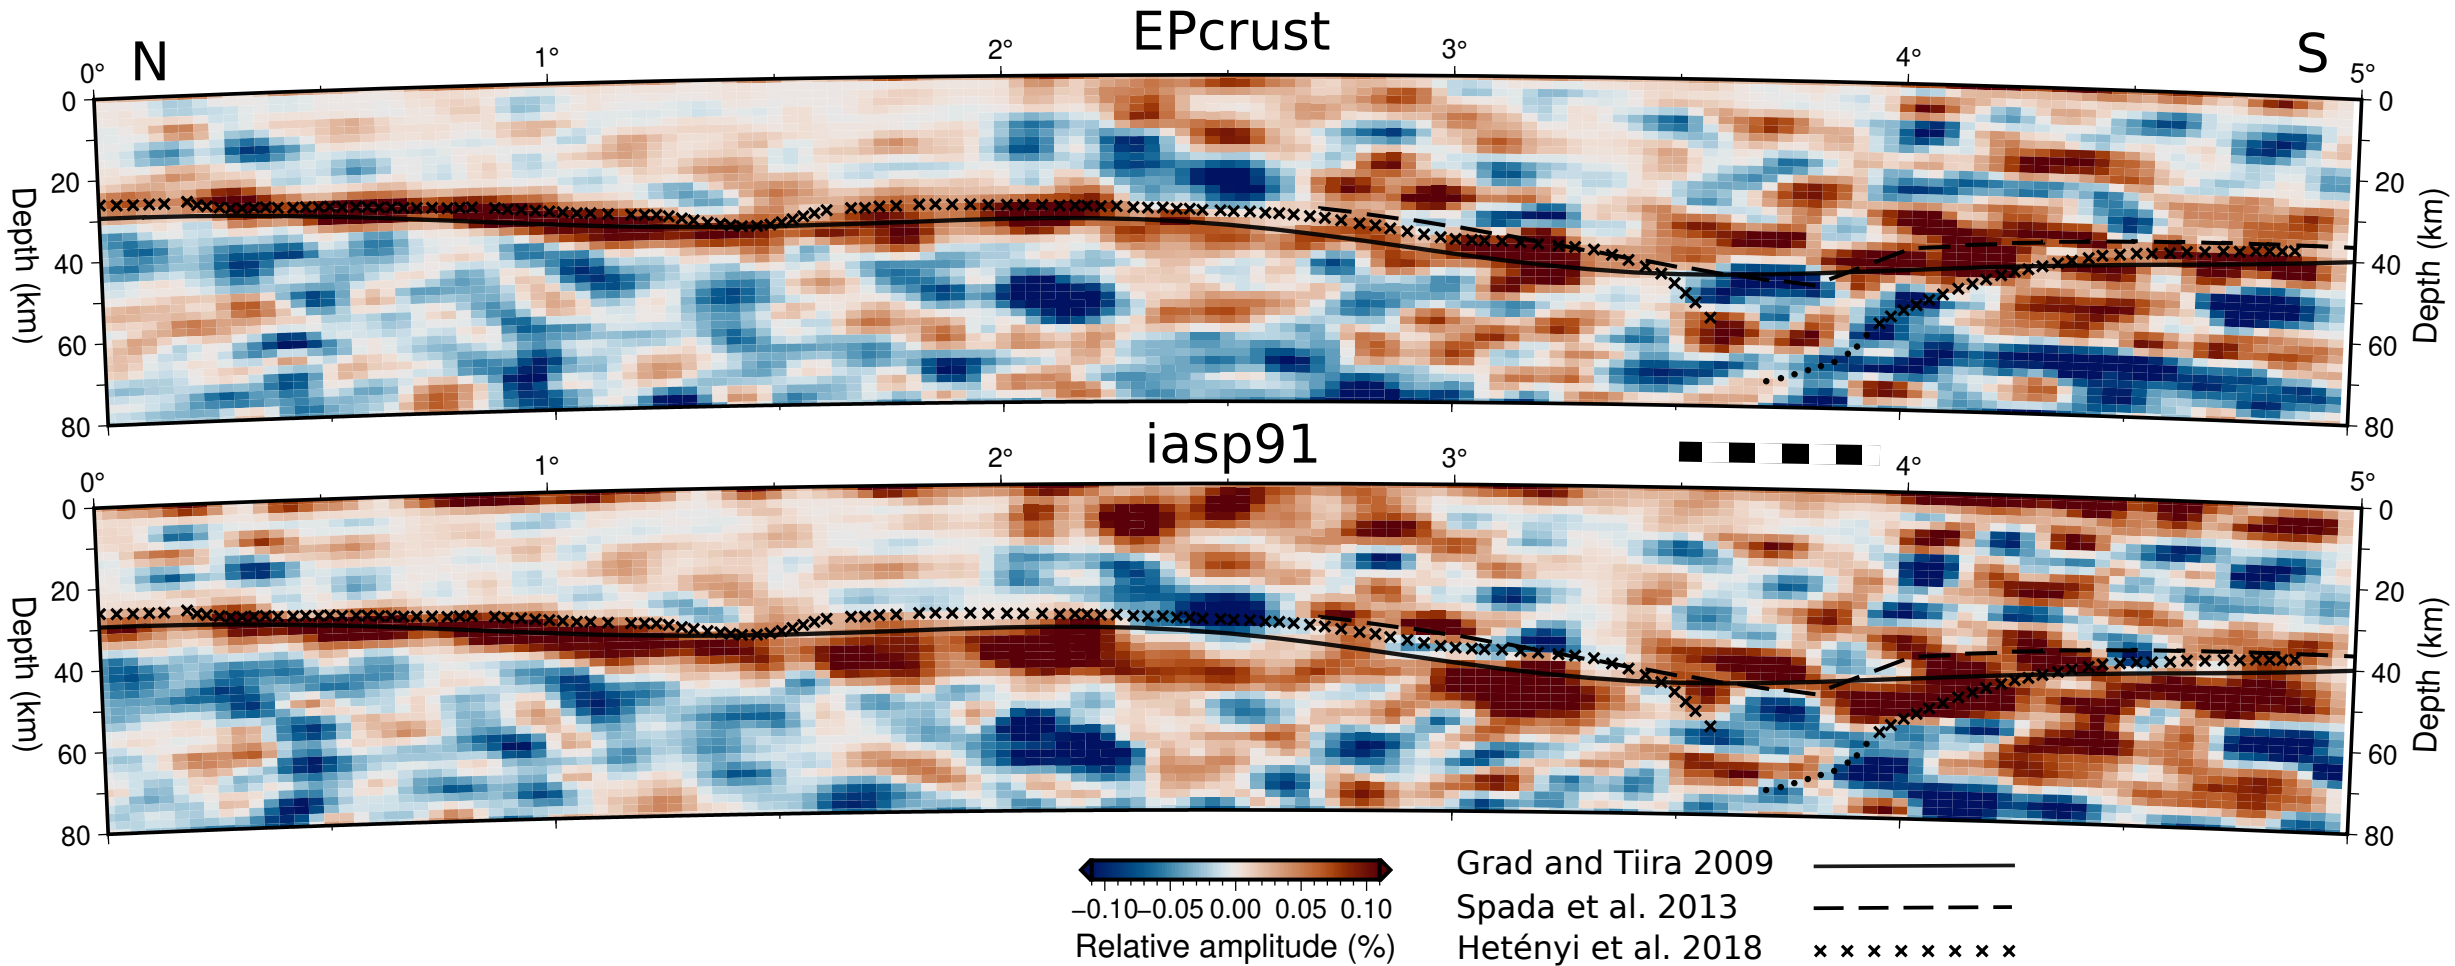 EPcrust
N
S
0° 1° 2° 3° 4° 5°
0 0
20 20
40 40
60 60
80 80
Depth (km)
Depth (km)
iasp91
0° 1° 2° 3° 4° 5°
0 0
20 20
40 40
60 60
80 80
Depth (km)
Depth (km)
−0.10 −0.05 0.00 0.05 0.10
Relative amplitude (%)
Grad and Tiira 2009
Spada et al. 2013
Hetényi et al. 2018